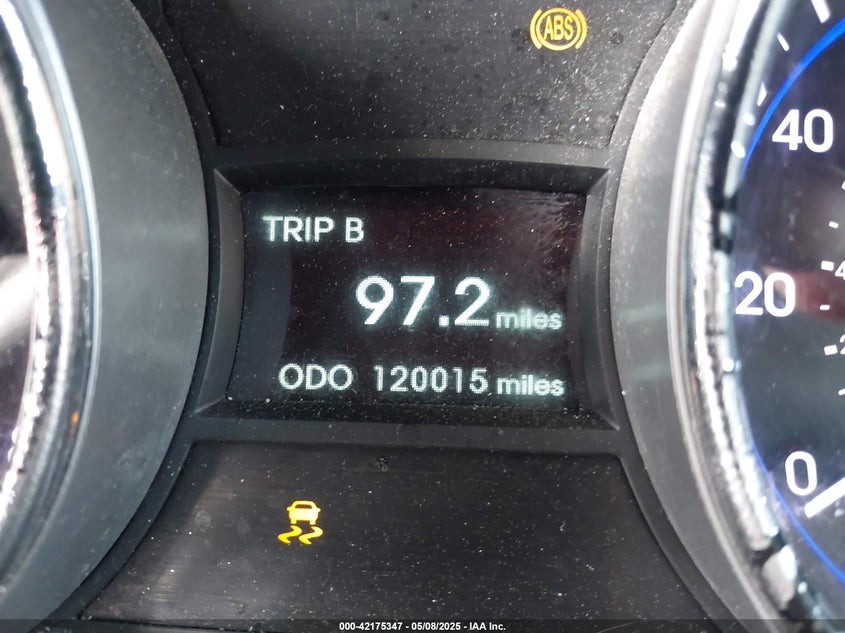 ABS
TRIP B
97.2 miles
ODO 120015 miles
40
20
0
000-42175347 - 05/08/2025 - IAA Inc.